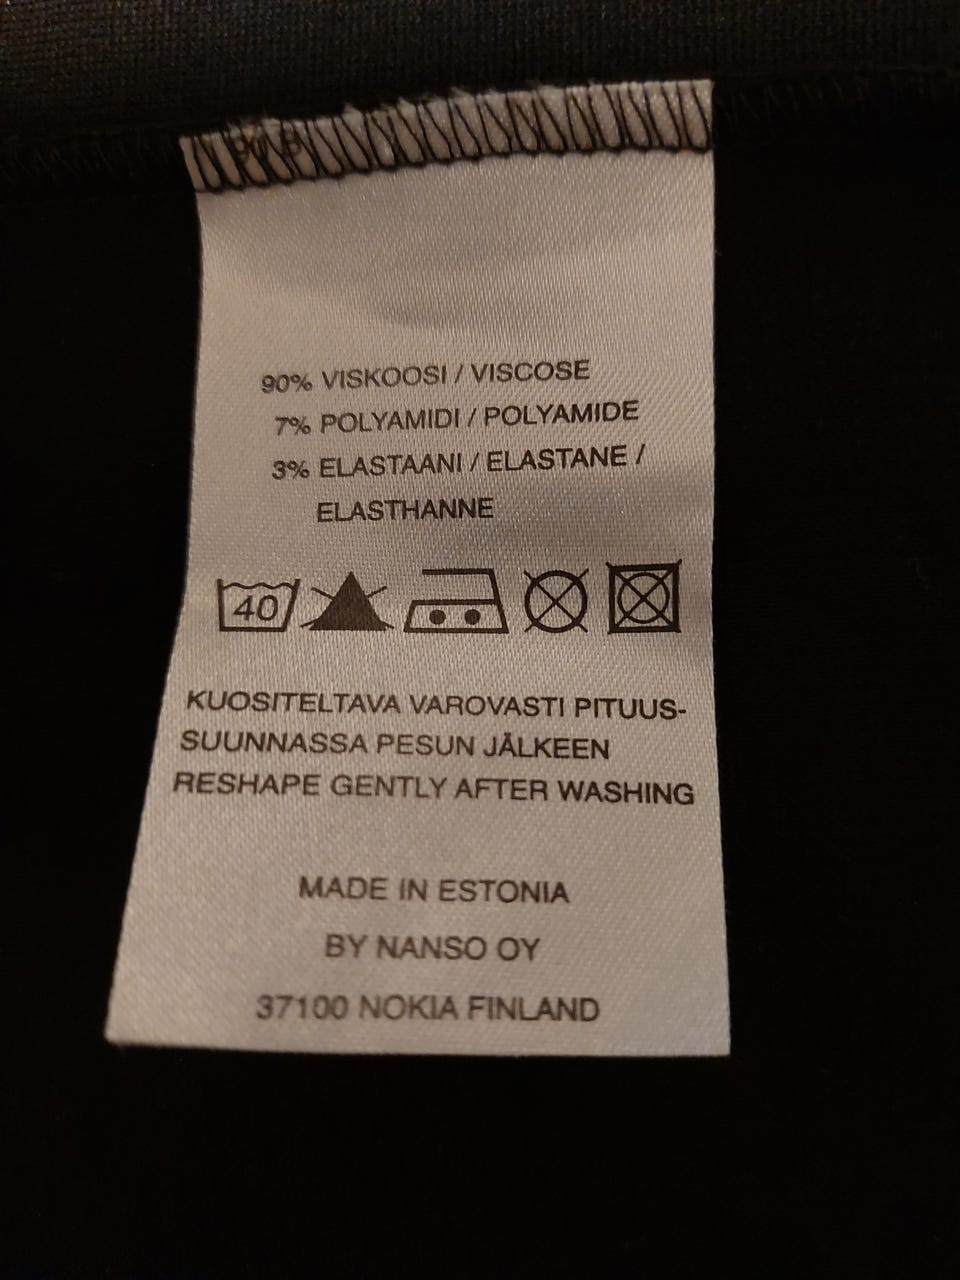 90% VISKOOSI / VISCOSE
7% POLYAMIDI / POLYAMIDE
3% ELASTAANI / ELASTANE /
ELASTHANNE
40
KUOSITELTAVA VAROVASTI PITUUS-
SUUNNASSA PESUN JÄLKEEN
RESHAPE GENTLY AFTER WASHING
MADE IN ESTONIA
BY NANSO OY
37100 NOKIA FINLAND